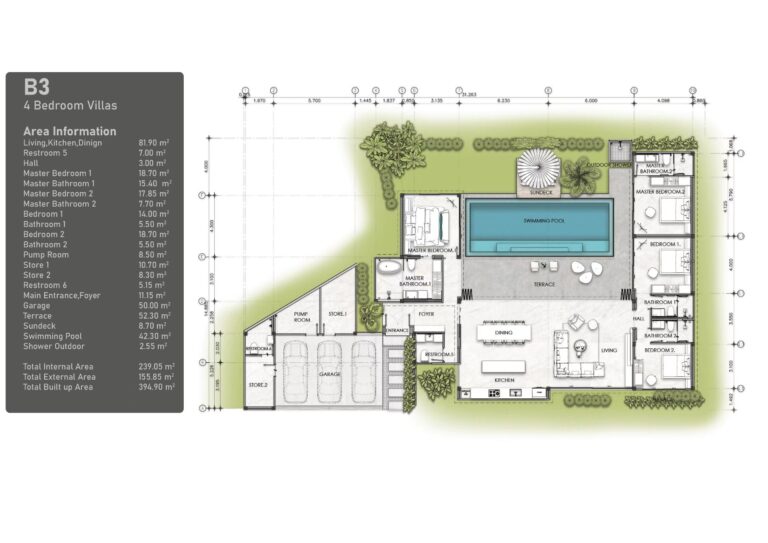 B3
4 Bedroom Villas
Area Information
Living,Kitchen,Dinign 81.90 m²
Restroom 5 7.00 m²
Hall 3.00 m²
Master Bedroom 1 18.70 m²
Master Bathroom 1 15.40 m²
Master Bedroom 2 17.85 m²
Master Bathroom 2 7.70 m²
Bedroom 1 14.00 m²
Bathroom 1 5.50 m²
Bedroom 2 18.70 m²
Bathroom 2 5.50 m²
Pump Room 8.50 m²
Store 1 10.70 m²
Store 2 8.30 m²
Restroom 6 5.15 m²
Main Entrance,Foyer 11.15 m²
Garage 50.00 m²
Terrace 52.30 m²
Sundeck 8.70 m²
Swimming Pool 42.30 m²
Shower Outdoor 2.55 m²
Total Internal Area 239.05 m²
Total External Area 155.85 m²
Total Built up Area 394.90 m²
31.263
1.870 5.700 1.445 1.837 3.135 6.230 6.000 4.088
OUTDOOR SHOWER
MASTER
BATHROOM.2
SUNDECK
MASTER BEDROOM.2
SWIMMING POOL
MASTER BEDROOM.1
BEDROOM 1.
MASTER
BATHROOM.1
TERRACE
BATHROOM 1
PUMP
ROOM
STORE.1
FOYER
HALL
ENTRANCE
DINING
BATHROOM 2
RESTROOM.6
RESTROOM.5
LIVING
BEDROOM 2.
GARAGE
KITCHEN
STORE.2